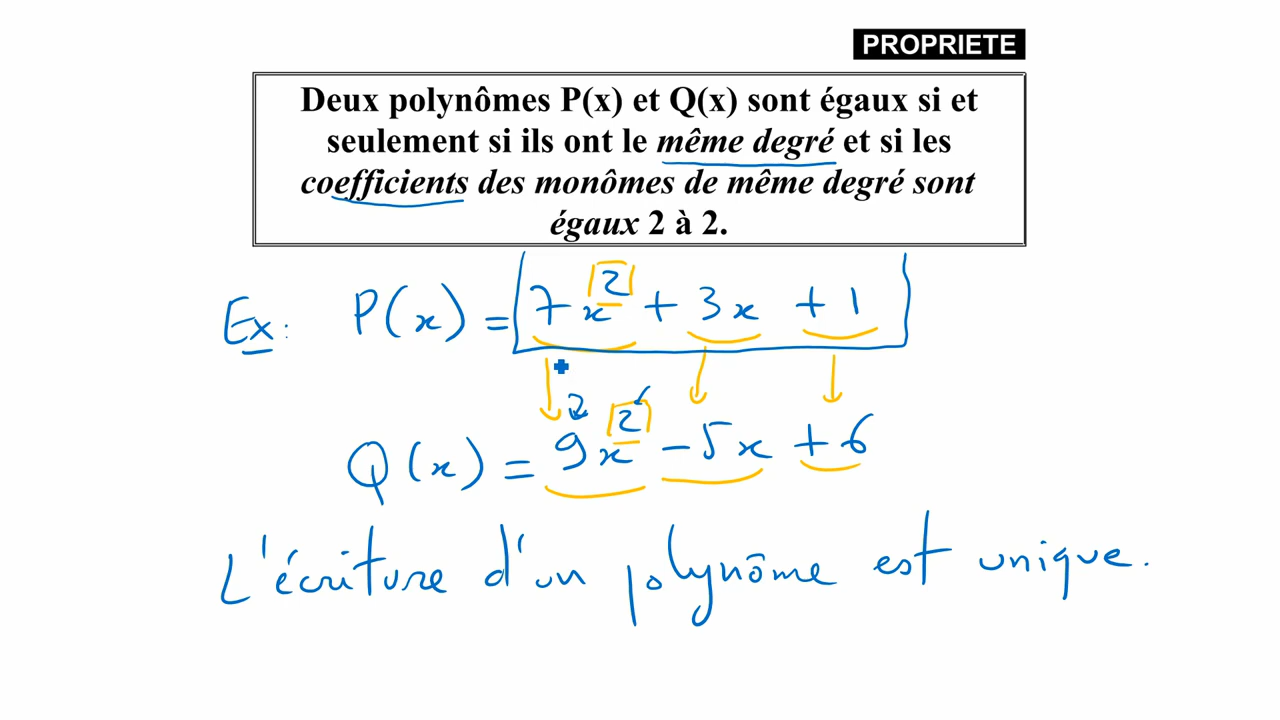 PROPRIETE
Deux polynômes P(x) et Q(x) sont égaux si et
seulement si ils ont le même degré et si les
coefficients des monômes de même degré sont
égaux 2 à 2.
Ex: P(x) = 7x² + 3x + 1
2
Q(x) = 9x² - 5x + 6
L'écriture d'un polynôme est unique.